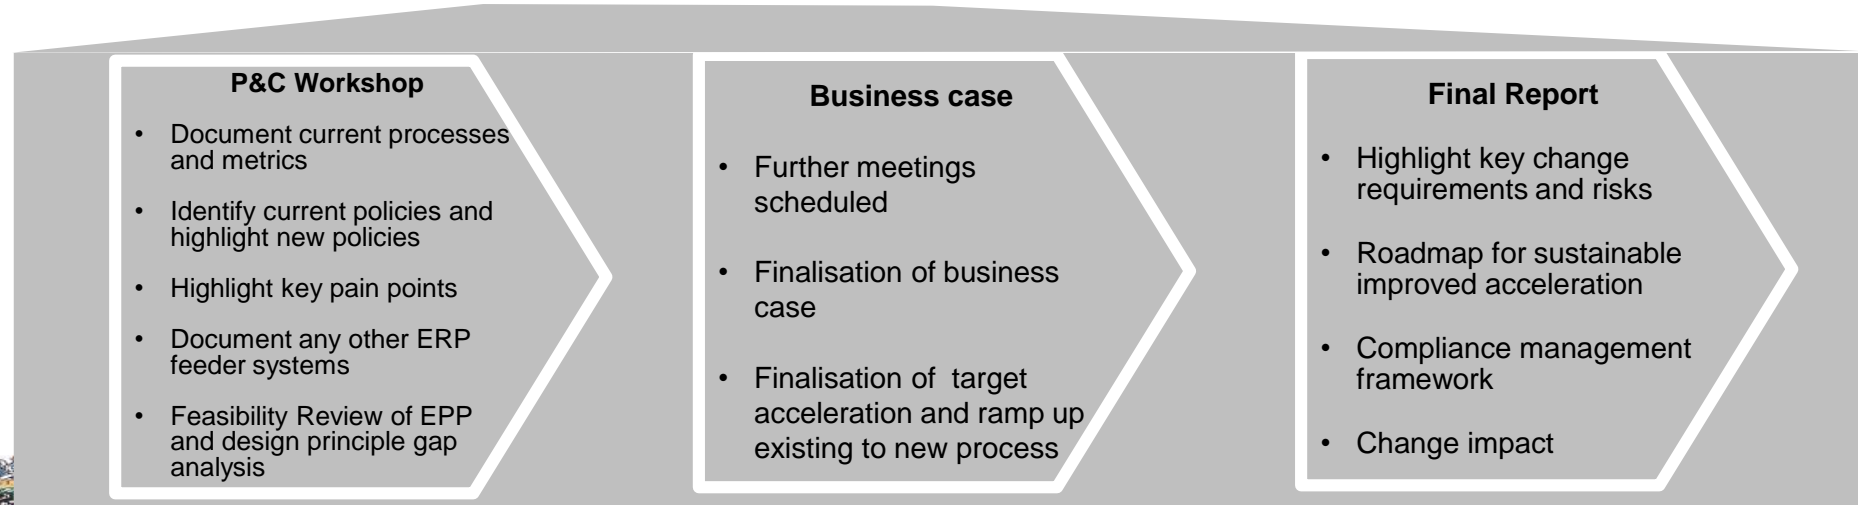 P&C Workshop
• Document current processes
and metrics
• Identify current policies and
highlight new policies
• Highlight key pain points
• Document any other ERP
feeder systems
• Feasibility Review of EPP
and design principle gap
analysis
Business case
• Further meetings
scheduled
• Finalisation of business
case
• Finalisation of  target
acceleration and ramp up
existing to new process
Final Report
• Highlight key change
requirements and risks
• Roadmap for sustainable
improved acceleration
• Compliance management
framework
• Change impact